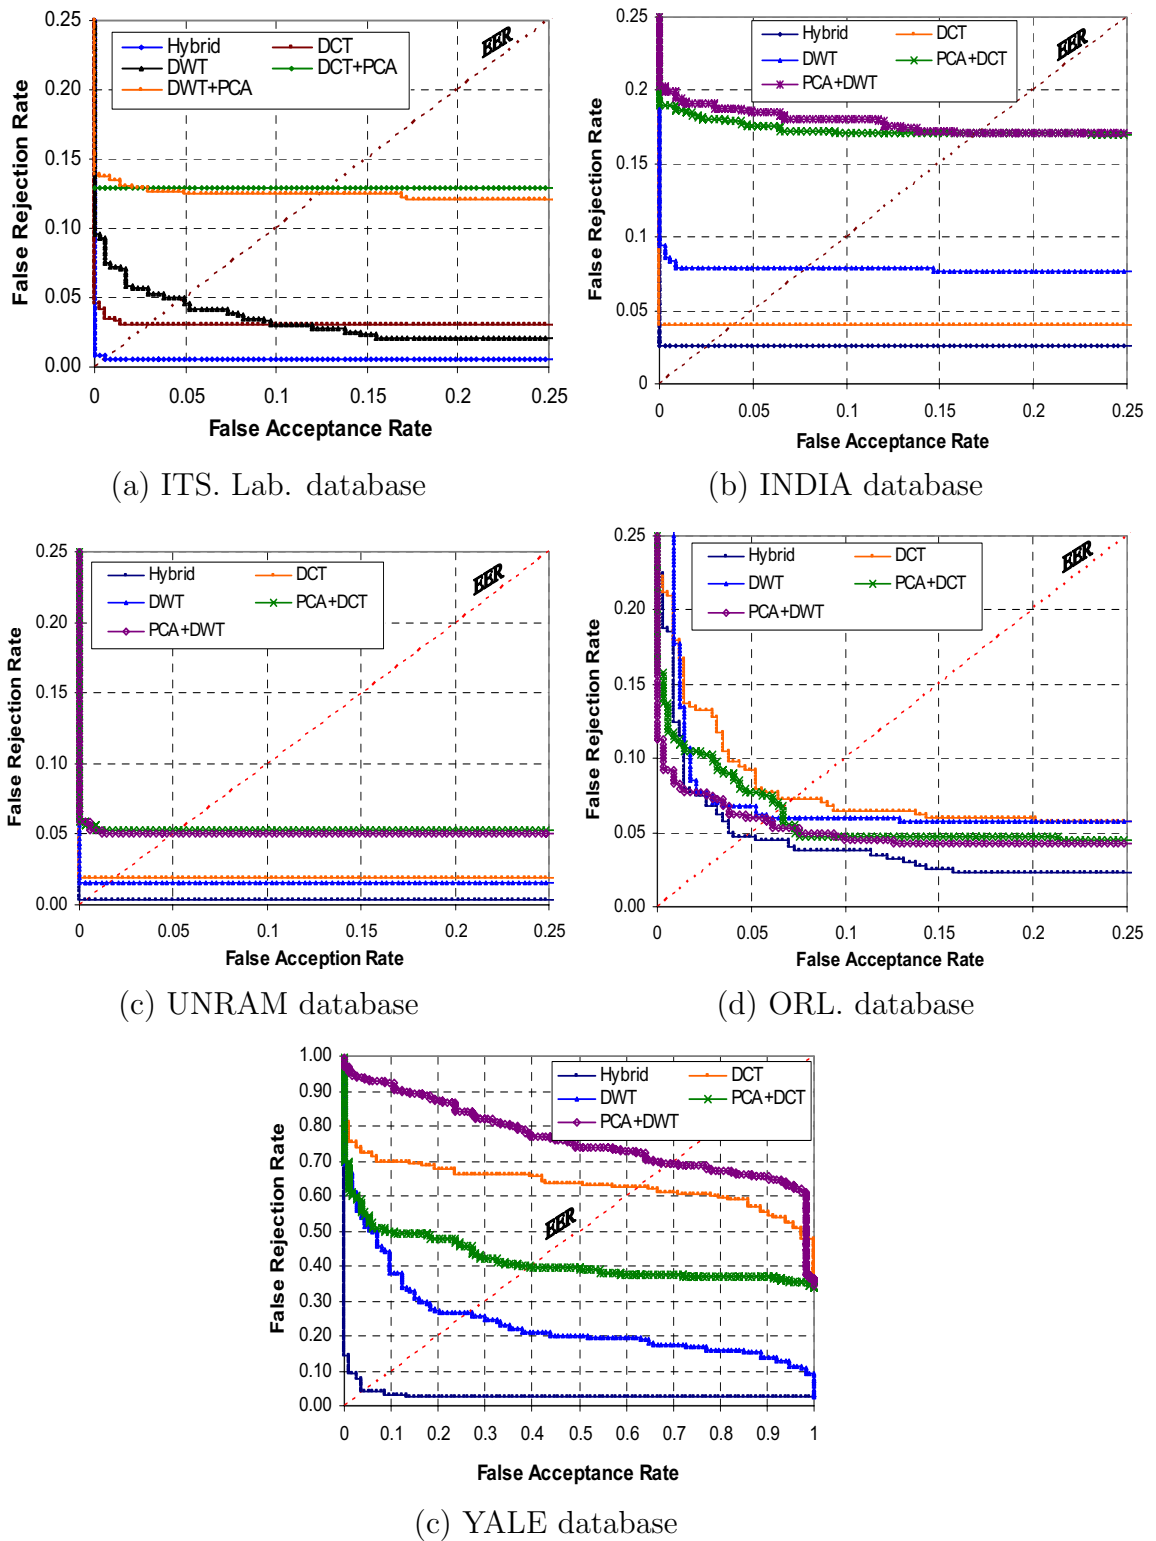 0.25
0.20
0.15
0.10
0.05
0.00
False Rejection Rate
Hybrid DCT
DWT DCT+PCA
DWT+PCA
EER
0 0.05 0.1 0.15 0.2 0.25
False Acceptance Rate
(a) ITS. Lab. database
0.25
0.2
0.15
0.1
0.05
0
False Rejection Rate
Hybrid DCT
DWT PCA+DCT
PCA+DWT
EER
0 0.05 0.1 0.15 0.2 0.25
False Acceptance Rate
(b) INDIA database
0.25
0.20
0.15
0.10
0.05
0.00
False Rejection Rate
Hybrid DCT
DWT PCA+DCT
PCA+DWT
EER
0 0.05 0.1 0.15 0.2 0.25
False Acception Rate
(c) UNRAM database
0.25
0.20
0.15
0.10
0.05
0.00
False Rejection Rate
Hybrid DCT
DWT PCA+DCT
PCA+DWT
EER
0 0.05 0.1 0.15 0.2 0.25
False Acceptance Rate
(d) ORL. database
1.00
0.90
0.80
0.70
0.60
0.50
0.40
0.30
0.20
0.10
0.00
False Rejection Rate
Hybrid DCT
DWT PCA+DCT
PCA+DWT
EER
0 0.1 0.2 0.3 0.4 0.5 0.6 0.7 0.8 0.9 1
False Acceptance Rate
(c) YALE database